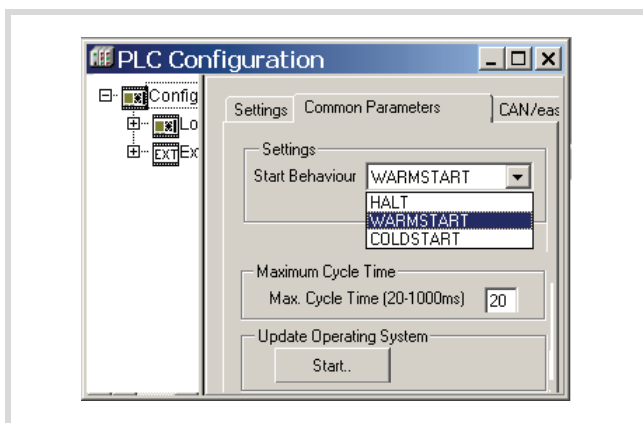 PLC Configuration
Config
Lo
EXT Ex
Settings
Common Parameters
CAN/eas
Settings
Start Behaviour
WARMSTART
HALT
WARMSTART
COLDSTART
Maximum Cycle Time
Max. Cycle Time (20-1000ms)
20
Update Operating System
Start..